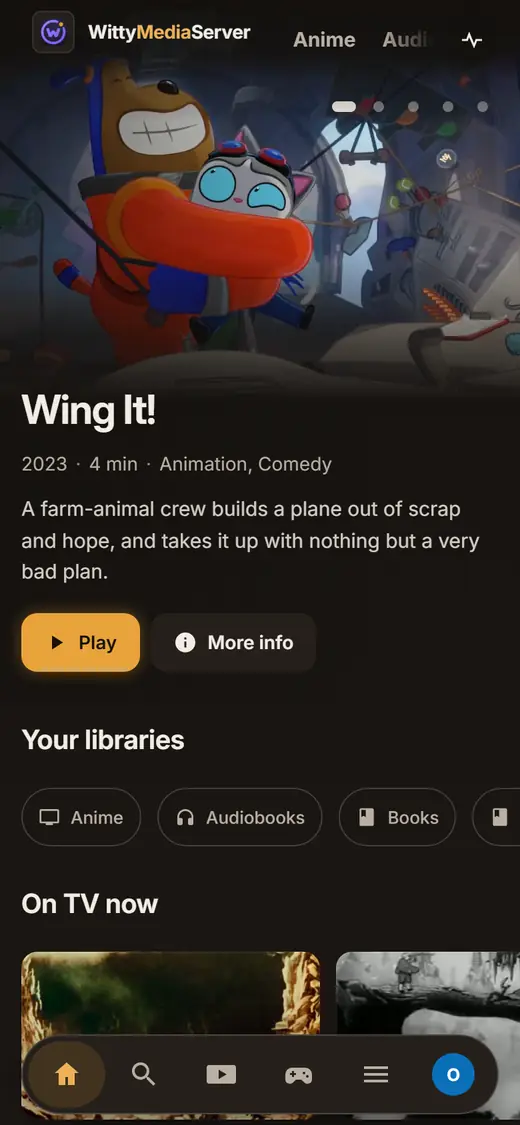 WittyMediaServer
Anime
Wing It!
2023 · 4 min · Animation, Comedy
A farm-animal crew builds a plane out of scrap
and hope, and takes it up with nothing but a very
bad plan.
Play
More info
Your libraries
Anime
Audiobooks
Books
On TV now
O